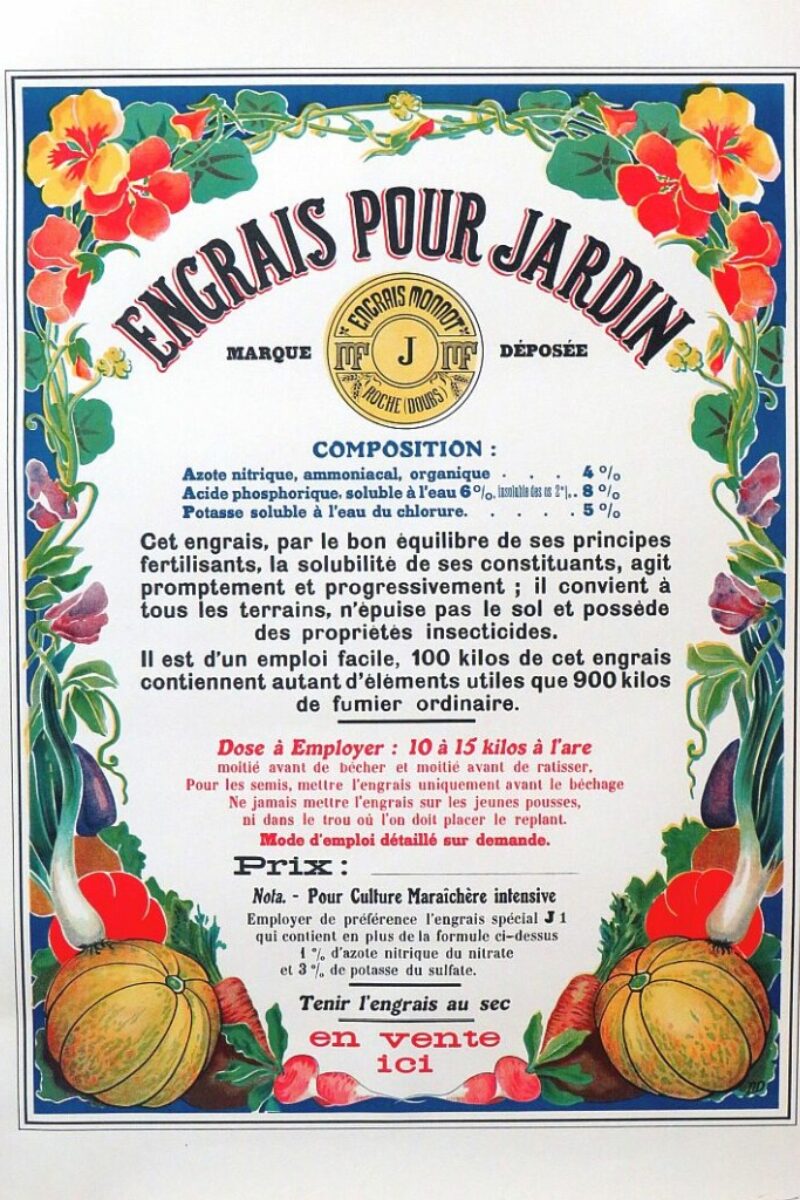 ENGRAIS POUR JARDIN
ENGRAIS MONNOT
MARQUE MF J MF DÉPOSÉE
ROCHE (DOUBS)
COMPOSITION :
Azote nitrique, ammoniacal, organique . . . 4 %
Acide phosphorique, soluble à l'eau 6%, insoluble des os 2%.. 8 %
Potasse soluble à l'eau du chlorure. . . . . 5 %
Cet engrais, par le bon équilibre de ses principes
fertilisants, la solubilité de ses constituants, agit
promptement et progressivement ; il convient à
tous les terrains, n'épuise pas le sol et possède
des propriétés insecticides.
Il est d'un emploi facile, 100 kilos de cet engrais
contiennent autant d'éléments utiles que 900 kilos
de fumier ordinaire.
Dose à Employer : 10 à 15 kilos à l'are
moitié avant de bêcher et moitié avant de ratisser,
Pour les semis, mettre l'engrais uniquement avant le bêchage
Ne jamais mettre l'engrais sur les jeunes pousses,
ni dans le trou où l'on doit placer le replant.
Mode d'emploi détaillé sur demande.
Prix :
Nota. - Pour Culture Maraîchère intensive
Employer de préférence l'engrais spécial J 1
qui contient en plus de la formule ci-dessus
1 % d'azote nitrique du nitrate
et 3 % de potasse du sulfate.
Tenir l'engrais au sec
en vente
ici